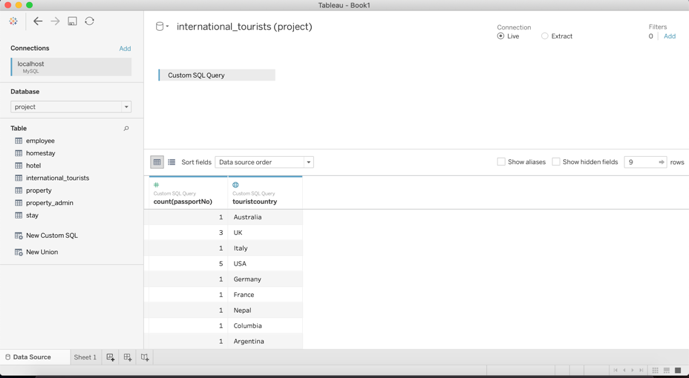 Tableau - Book1
Connections
Add
localhost
MySQL
Database
project
Table
employee
homestay
hotel
international_tourists
property
property_admin
stay
New Custom SQL
New Union
international_tourists (project)
Connection
Live
Extract
Filters
0
Add
Custom SQL Query
Sort fields
Data source order
Show aliases
Show hidden fields
9
rows
Custom SQL Query
count(passportNo)
Custom SQL Query
touristcountry
1 Australia
3 UK
1 Italy
5 USA
1 Germany
1 France
1 Nepal
1 Columbia
1 Argentina
Data Source
Sheet 1